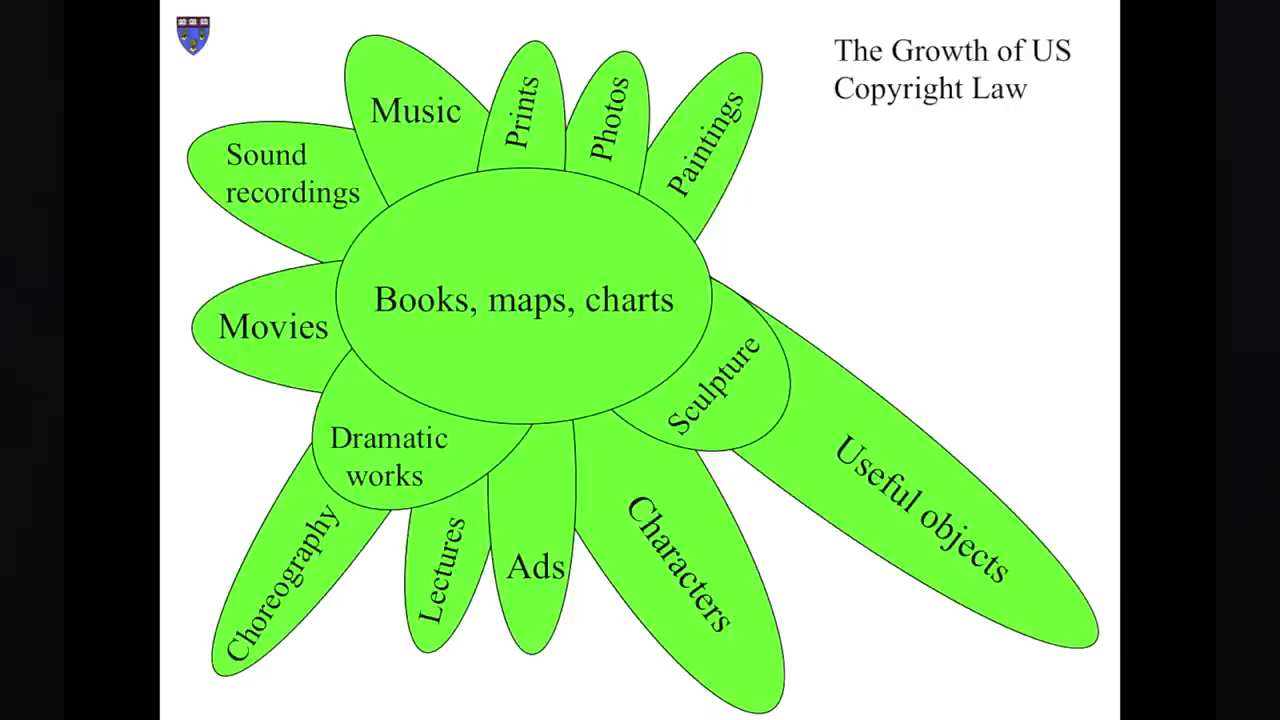 The Growth of US
Copyright Law
Music
Prints
Photos
Paintings
Sound
recordings
Books, maps, charts
Movies
Sculpture
Dramatic
works
Useful objects
Characters
Choreography
Lectures
Ads